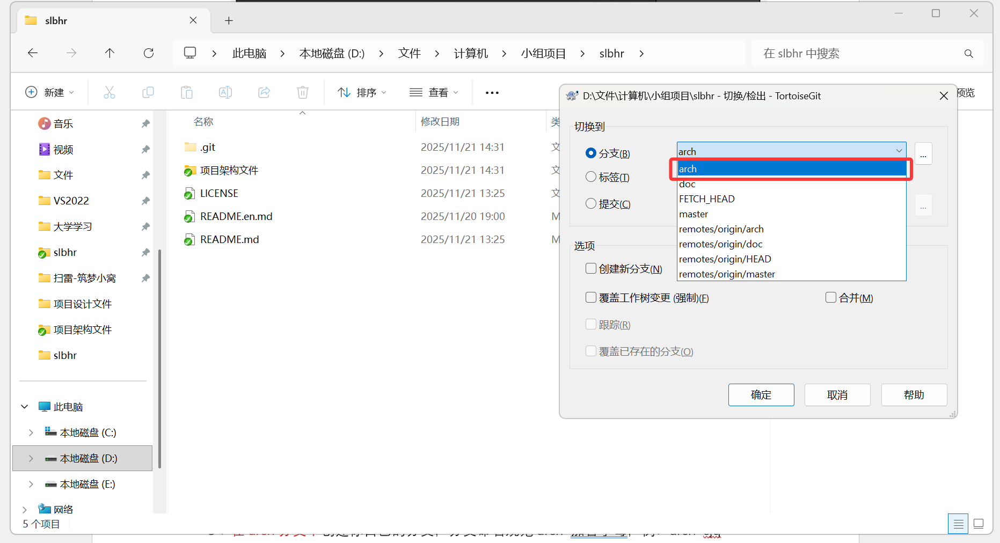 slbhr
此电脑
本地磁盘 (D:)
文件
计算机
小组项目
slbhr
在 slbhr 中搜索
新建
排序
查看
预览
音乐
视频
文件
VS2022
大学学习
slbhr
扫雷-筑梦小窝
项目设计文件
项目架构文件
slbhr
此电脑
本地磁盘 (C:)
本地磁盘 (D:)
本地磁盘 (E:)
网络
5 个项目
名称 修改日期 类
.git 2025/11/21 14:31 文
项目架构文件 2025/11/21 14:31 文
LICENSE 2025/11/21 13:25 文
README.en.md 2025/11/20 19:00 M
README.md 2025/11/21 13:25 M
D:\文件\计算机\小组项目\slbhr - 切换/检出 - TortoiseGit
切换到
分支(B)
arch
...
标签(T)
提交(C)
...
arch
doc
FETCH_HEAD
master
remotes/origin/arch
remotes/origin/doc
remotes/origin/HEAD
remotes/origin/master
选项
创建新分支(N)
覆盖工作树变更 (强制)(F)
合并(M)
跟踪(R)
覆盖已存在的分支(O)
确定
取消
帮助